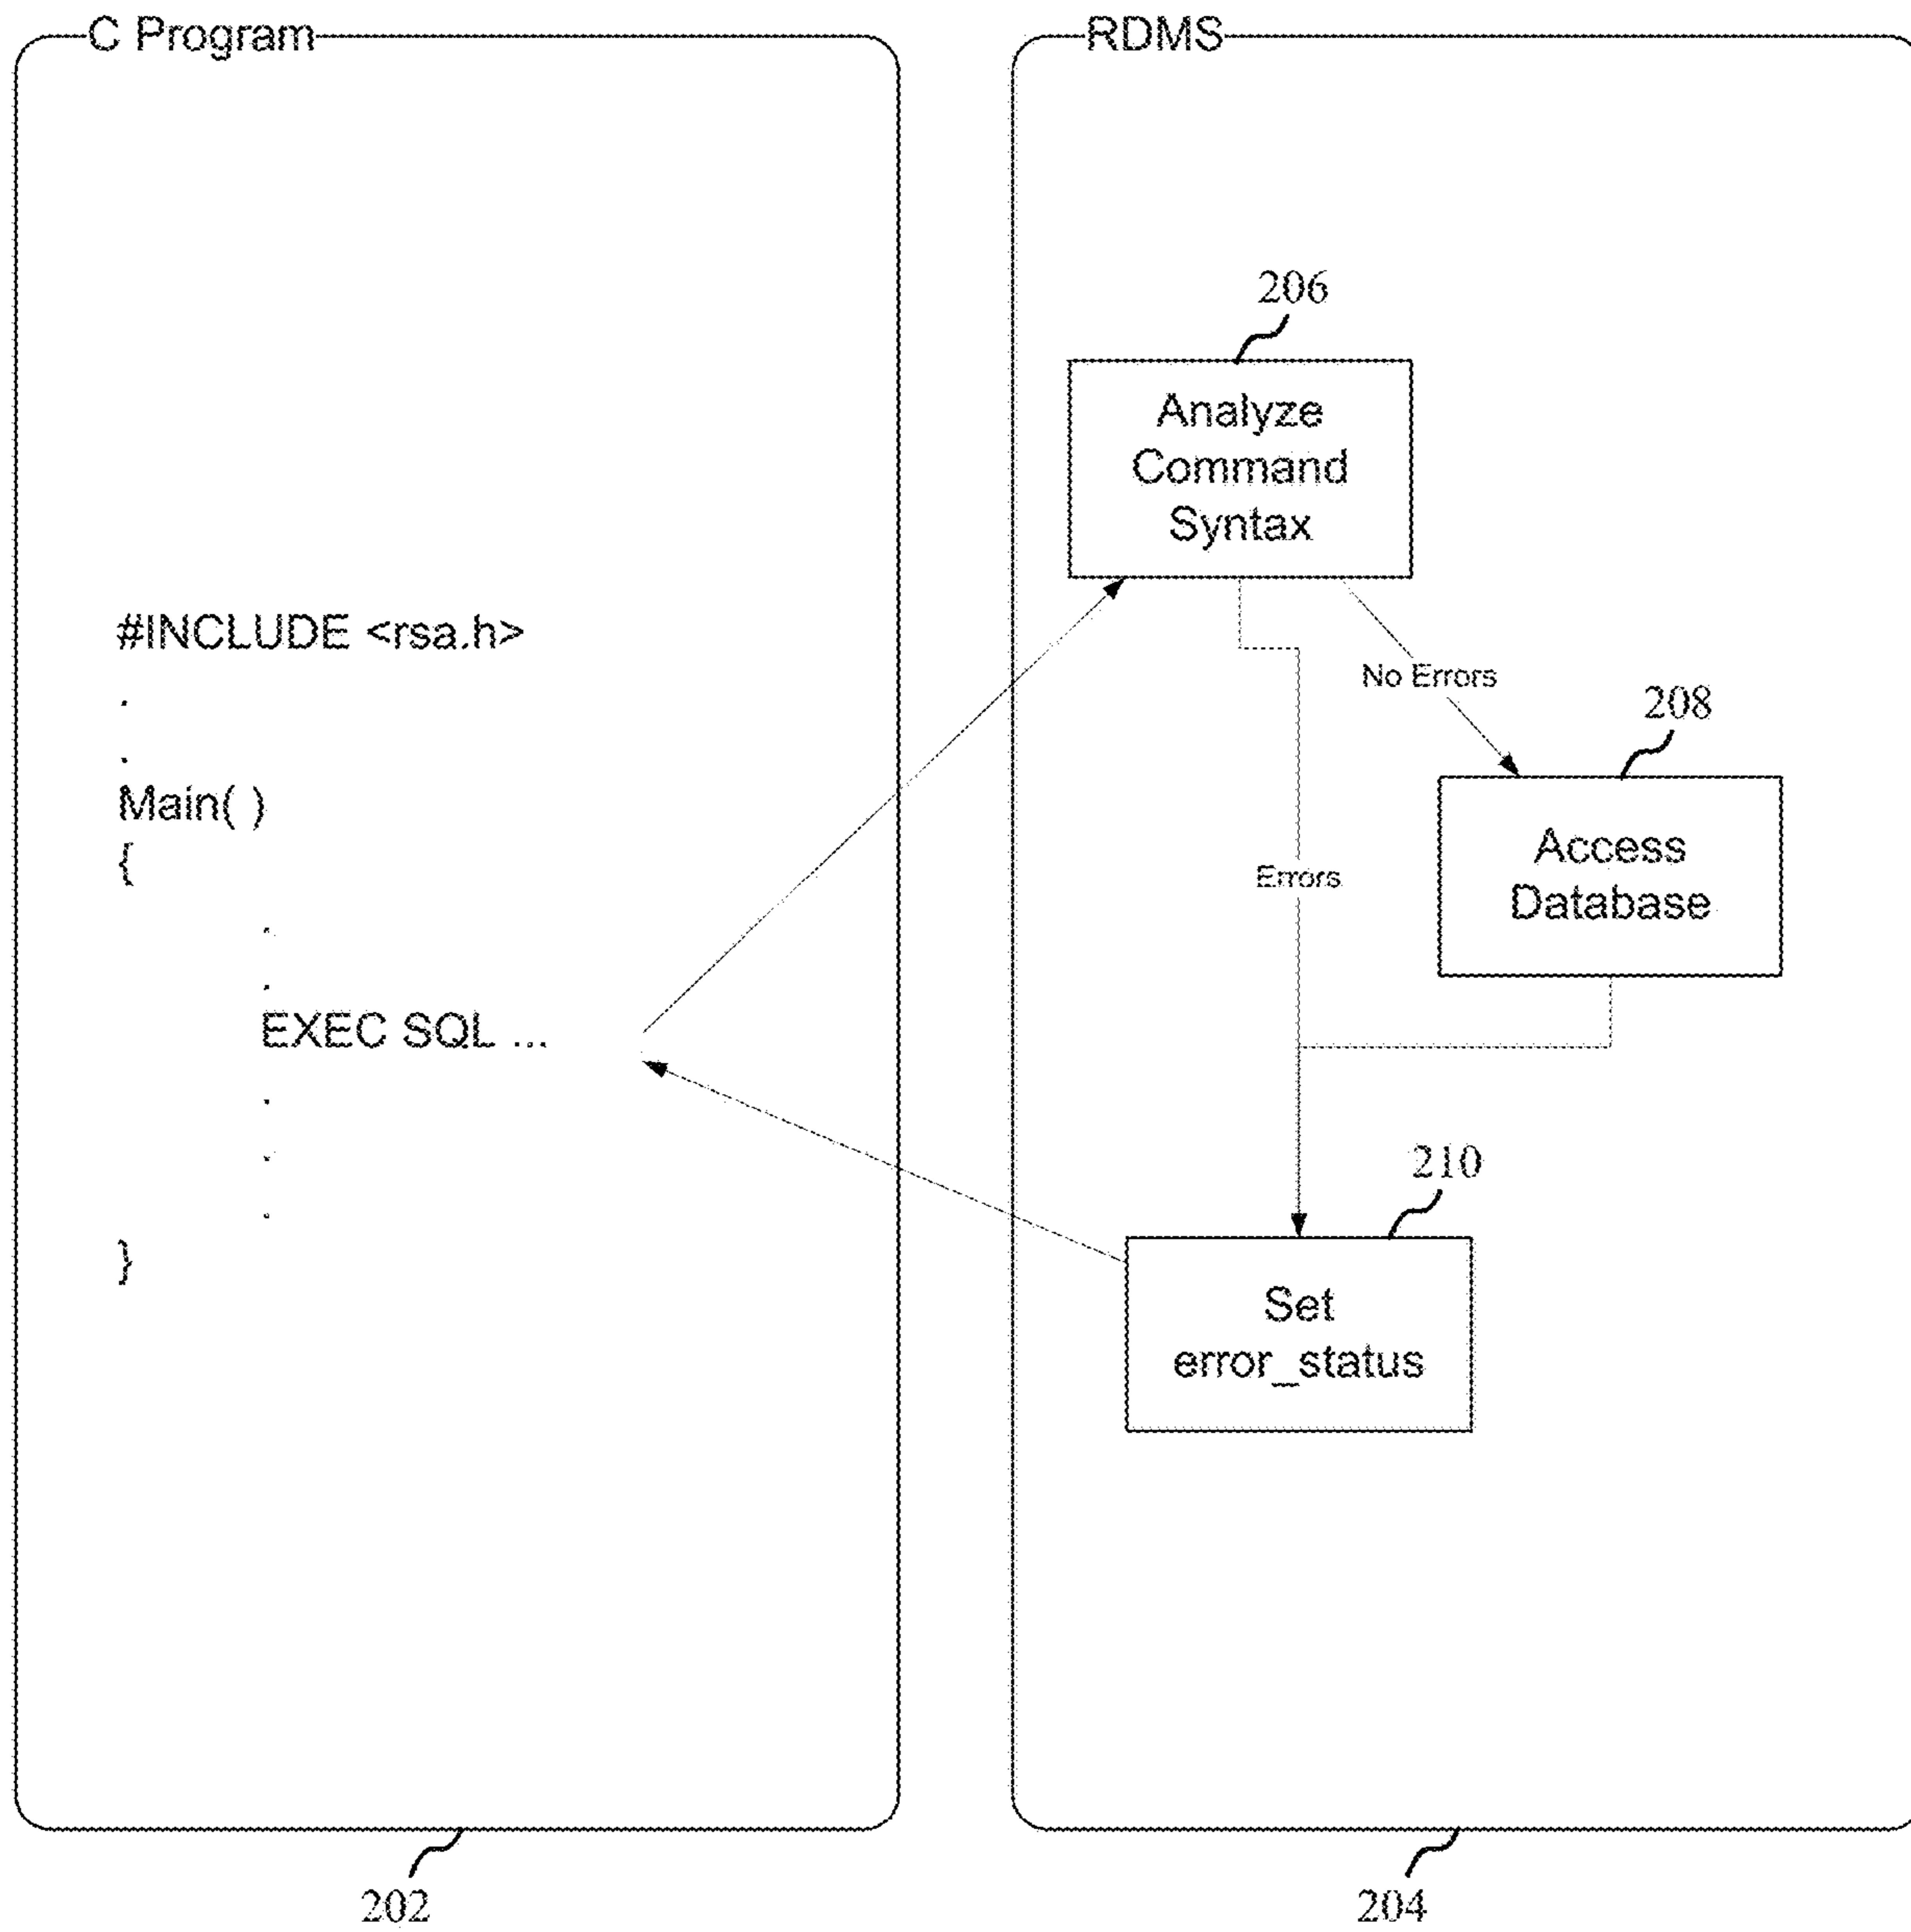 C Program
#INCLUDE <rsa.h>
.
.
Main( )
{
.
.
EXEC SQL ...
.
.
.
}
202
RDMS
206
Analyze
Command
Syntax
No Errors
208
Access
Database
Errors
210
Set
error_status
204